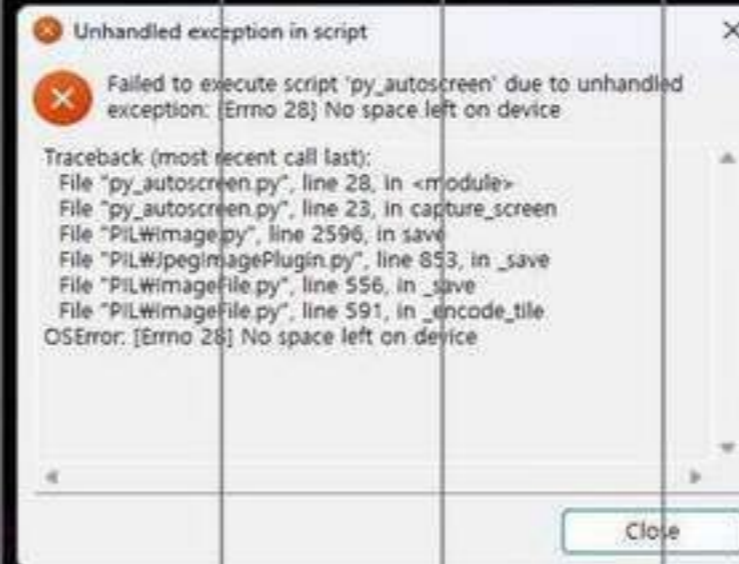 Unhandled exception in script
Failed to execute script 'py_autoscreen' due to unhandled
exception: [Errno 28] No space left on device
Traceback (most recent call last):
File "py_autoscreen.py", line 28, in <module>
File "py_autoscreen.py", line 23, in capture_screen
File "PIL₩Image.py", line 2596, in save
File "PIL₩JpegImagePlugin.py", line 853, in _save
File "PIL₩ImageFile.py", line 556, in _save
File "PIL₩ImageFile.py", line 591, in _encode_tile
OSError: [Errno 28] No space left on device
Close